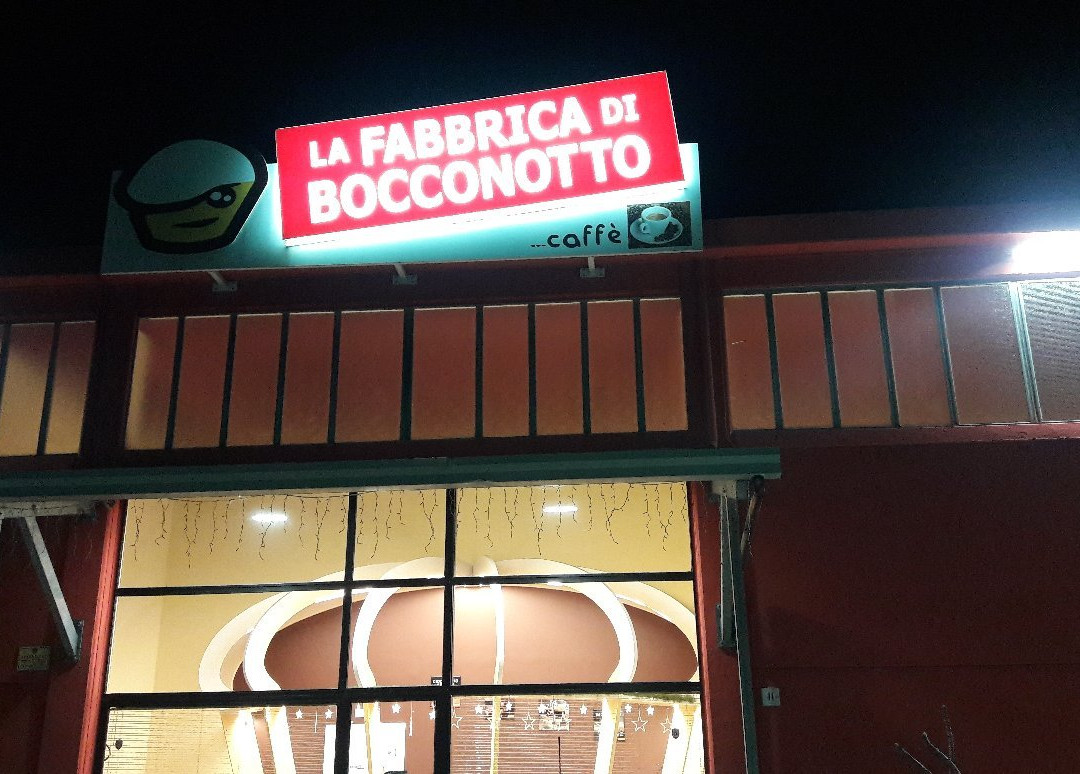 LA FABBRICA DI
BOCCONOTTO
...caffè